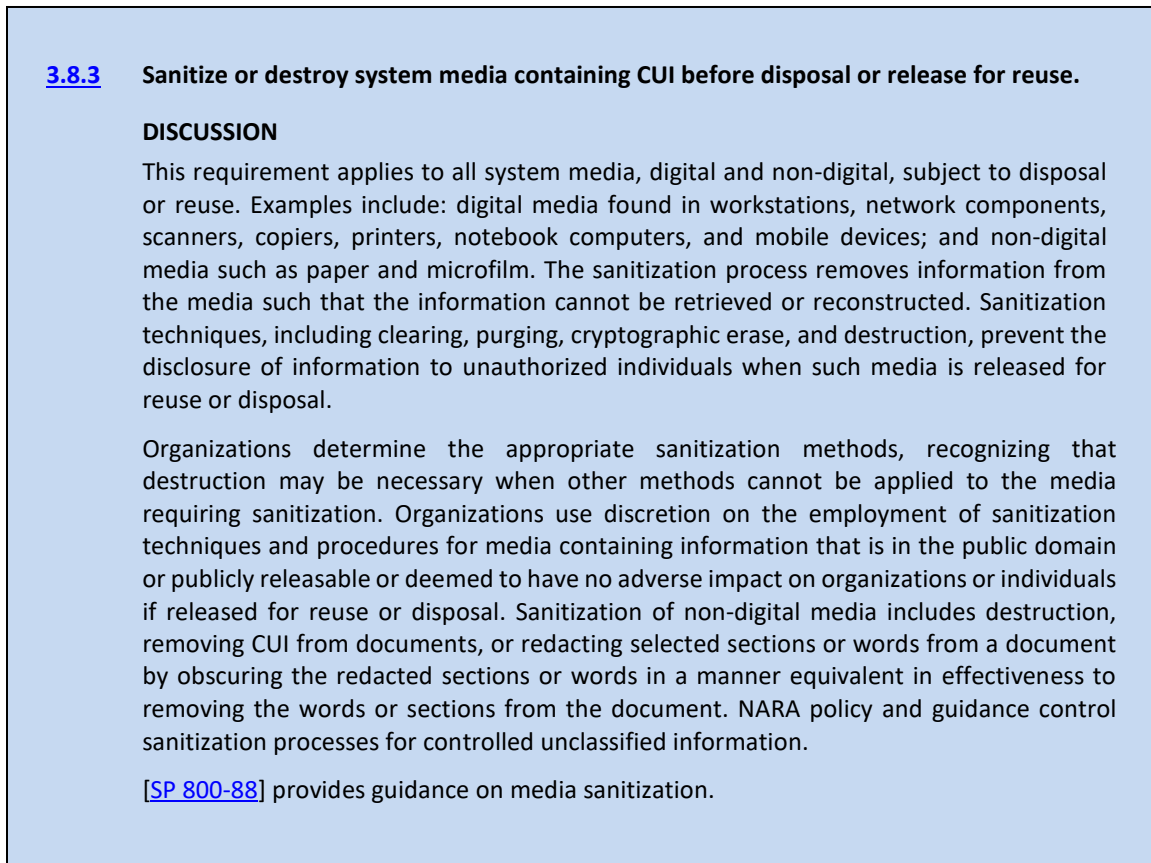 3.8.3 Sanitize or destroy system media containing CUI before disposal or release for reuse.
DISCUSSION
This requirement applies to all system media, digital and non-digital, subject to disposal
or reuse. Examples include: digital media found in workstations, network components,
scanners, copiers, printers, notebook computers, and mobile devices; and non-digital
media such as paper and microfilm. The sanitization process removes information from
the media such that the information cannot be retrieved or reconstructed. Sanitization
techniques, including clearing, purging, cryptographic erase, and destruction, prevent the
disclosure of information to unauthorized individuals when such media is released for
reuse or disposal.
Organizations determine the appropriate sanitization methods, recognizing that
destruction may be necessary when other methods cannot be applied to the media
requiring sanitization. Organizations use discretion on the employment of sanitization
techniques and procedures for media containing information that is in the public domain
or publicly releasable or deemed to have no adverse impact on organizations or individuals
if released for reuse or disposal. Sanitization of non-digital media includes destruction,
removing CUI from documents, or redacting selected sections or words from a document
by obscuring the redacted sections or words in a manner equivalent in effectiveness to
removing the words or sections from the document. NARA policy and guidance control
sanitization processes for controlled unclassified information.
[SP 800-88] provides guidance on media sanitization.